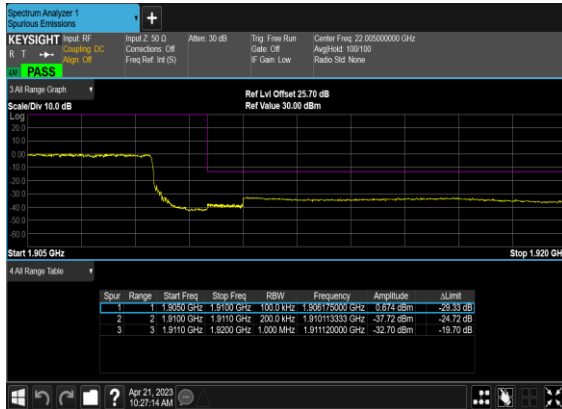 Spectrum Analyzer 1
Spurious Emissions
KEYSIGHT
R T
LXI
PASS
Input: RF
Coupling: DC
Align: Off
Input Z: 50 Ω
Corrections: Off
Freq Ref: Int (S)
Atten: 30 dB
Trig: Free Run
Gate: Off
IF Gain: Low
Center Freq: 22.005000000 GHz
Avg|Hold: 100/100
Radio Std: None
3 All Range Graph
Scale/Div 10.0 dB
Ref Lvl Offset 25.70 dB
Ref Value 30.00 dBm
Log
20.0
10.0
0.00
-10.0
-20.0
-30.0
-40.0
-50.0
-60.0
Start 1.905 GHz
Stop 1.920 GH
4 All Range Table
Spur Range Start Freq Stop Freq RBW Frequency Amplitude ΔLimit
1 1 1.9050 GHz 1.9100 GHz 100.0 kHz 1.906175000 GHz 0.674 dBm -29.33 dB
2 2 1.9100 GHz 1.9110 GHz 200.0 kHz 1.910113333 GHz -37.72 dBm -24.72 dB
3 3 1.9110 GHz 1.9200 GHz 1.000 MHz 1.911120000 GHz -32.70 dBm -19.70 dB
?
Apr 21, 2023
10:27:14 AM